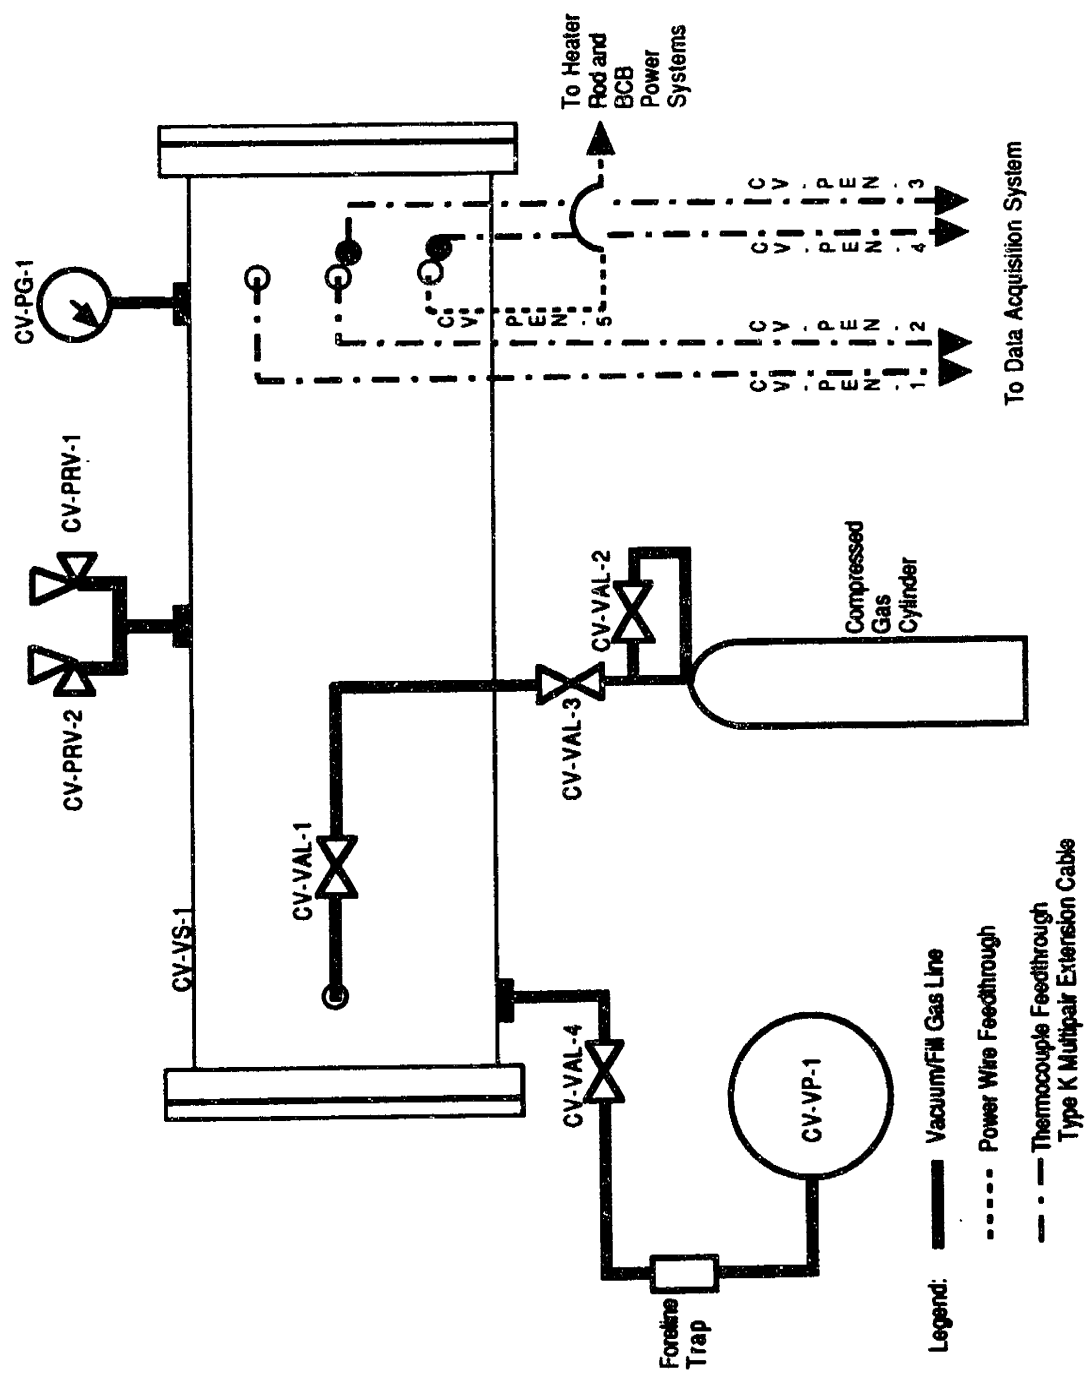 CV-PG-1
CV-PRV-1
CV-PRV-2
CV-VS-1
CV-VAL-1
CV-PEN-5
To Heater
Rod and
BCB
Power
Systems
CV-PEN-3
CV-PEN-4
CV-PEN-2
CV-PEN-1
To Data Acquisition System
CV-VAL-2
CV-VAL-3
Compressed
Gas
Cylinder
CV-VAL-4
CV-VP-1
Foreline
Trap
Legend:
Vacuum/Fill Gas Line
Power Wire Feedthrough
Thermocouple Feedthrough
Type K Multipair Extension Cable